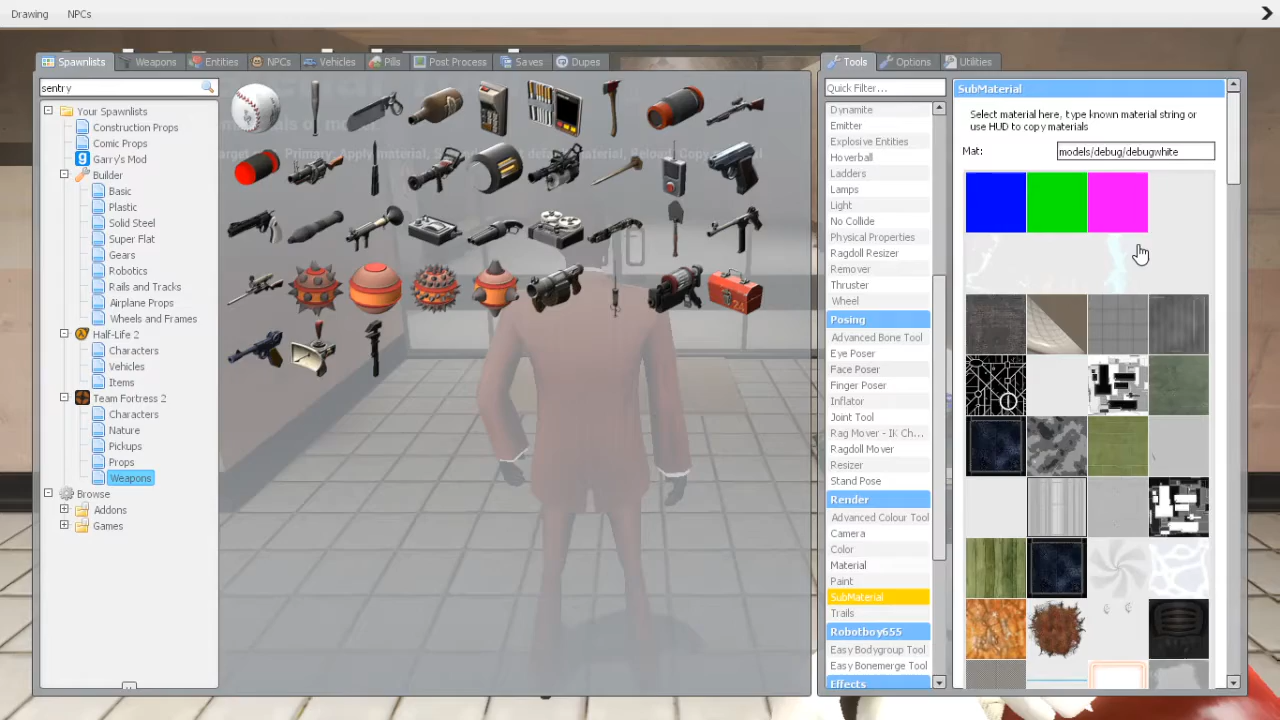 Drawing NPCs
Spawnlists Weapons Entities NPCs Vehicles Pills Post Process Saves Dupes
Tools Options Utilities
sentry
Your Spawnlists
Construction Props
Comic Props
Garry's Mod
Builder
Basic
Plastic
Solid Steel
Super Flat
Gears
Robotics
Rails and Tracks
Airplane Props
Wheels and Frames
Half-Life 2
Characters
Vehicles
Items
Team Fortress 2
Characters
Nature
Pickups
Props
Weapons
Browse
Addons
Games
Quick Filter...
Dynamite
Emitter
Explosive Entities
Hoverball
Ladders
Lamps
Light
No Collide
Physical Properties
Ragdoll Resizer
Remover
Thruster
Wheel
Posing
Advanced Bone Tool
Eye Poser
Face Poser
Finger Poser
Inflator
Joint Tool
Rag Mover - IK Ch...
Ragdoll Mover
Resizer
Stand Pose
Render
Advanced Colour Tool
Camera
Color
Material
Paint
SubMaterial
Trails
Robotboy655
Easy Bodygroup Tool
Easy Bonemerge Tool
Effects
SubMaterial
Select material here, type known material string or
use HUD to copy materials
Mat: models/debug/debugwhite